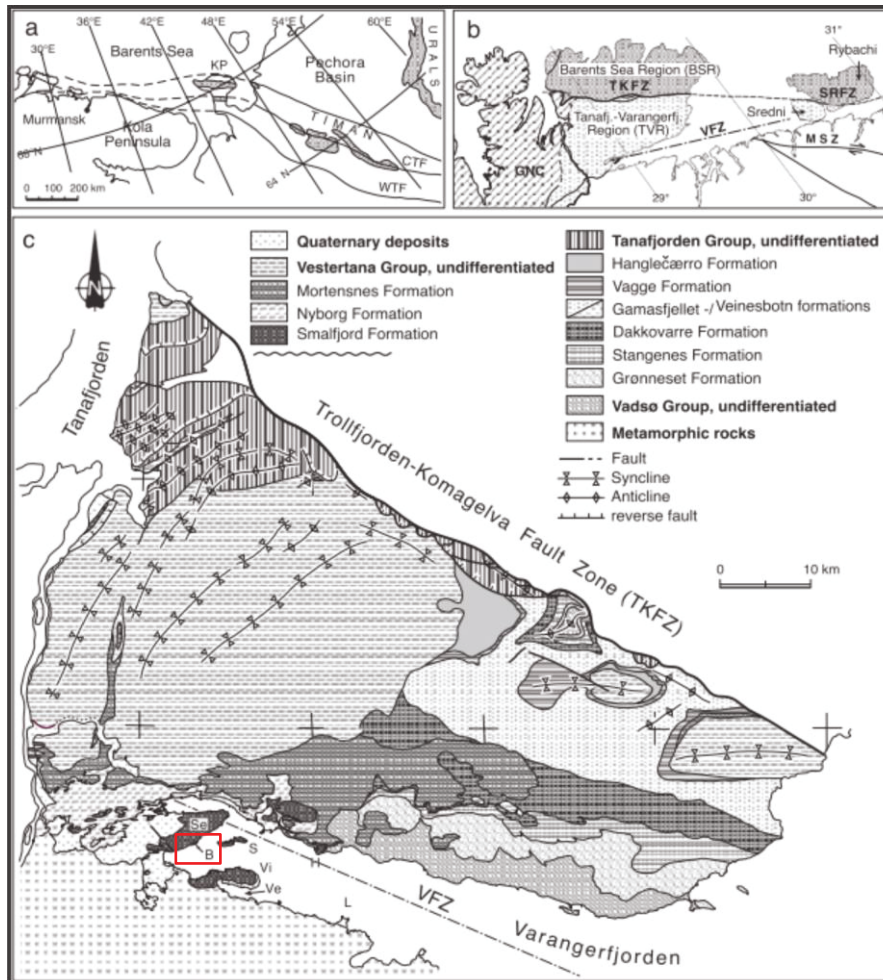 a
30°E
36°E
42°E
48°E
54°E
60°E
Barents Sea
KP
Pechora
Basin
URALS
Murmansk
Kola
Peninsula
TIMAN
68 N
64 N
CTF
WTF
0 200 km
b
31°
Rybachi
Barents Sea Region (BSR)
TKFZ
SRFZ
Sredni
Tanafj.-Varangerfj.
Region (TVR)
VFZ
MSZ
GNC
29°
30°
c
N
Quaternary deposits
Vestertana Group, undifferentiated
Mortensnes Formation
Nyborg Formation
Smalfjord Formation
Tanafjorden Group, undifferentiated
Hanglečærro Formation
Vagge Formation
Gamasfjellet -/ Veinesbotn formations
Dakkovarre Formation
Stangenes Formation
Grønneset Formation
Vadsø Group, undifferentiated
Metamorphic rocks
Fault
Syncline
Anticline
reverse fault
Tanafjorden
Trollfjorden-Komagelva Fault Zone (TKFZ)
0 10 km
Se
B
S
H
Vi
Ve
L
VFZ
Varangerfjorden